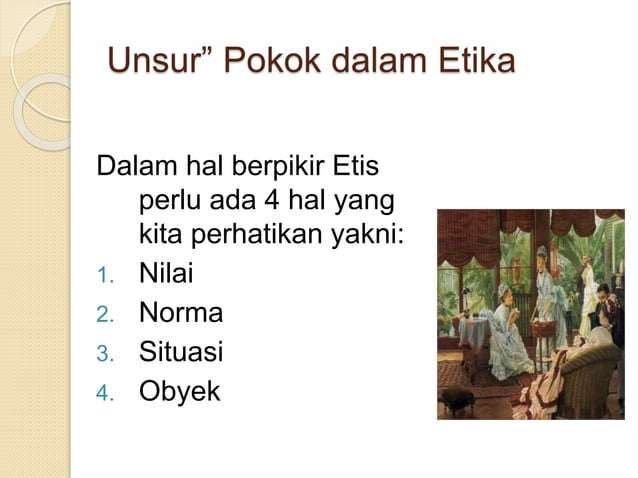 Unsur” Pokok dalam Etika
Dalam hal berpikir Etis
perlu ada 4 hal yang
kita perhatikan yakni:
1. Nilai
2. Norma
3. Situasi
4. Obyek